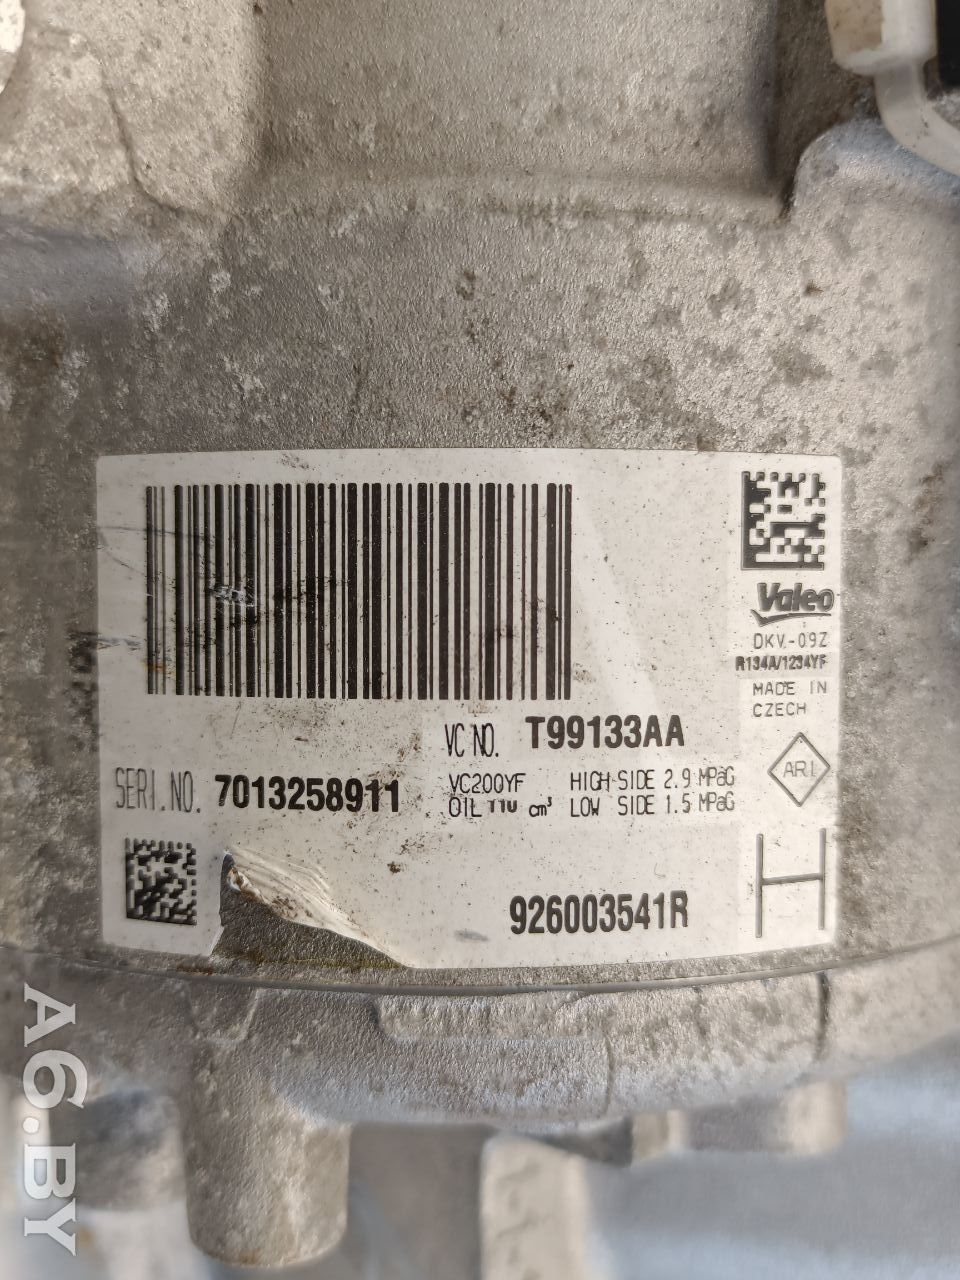 Valeo
DKV-09Z
R134A/1234YF
MADE IN
CZECH
VC NO. T99133AA
SERI.NO. 7013258911
VC200YF HIGH SIDE 2.9 MPaG
OIL 110 cm³ LOW SIDE 1.5 MPaG
ARL
926003541R
H
A6.BY